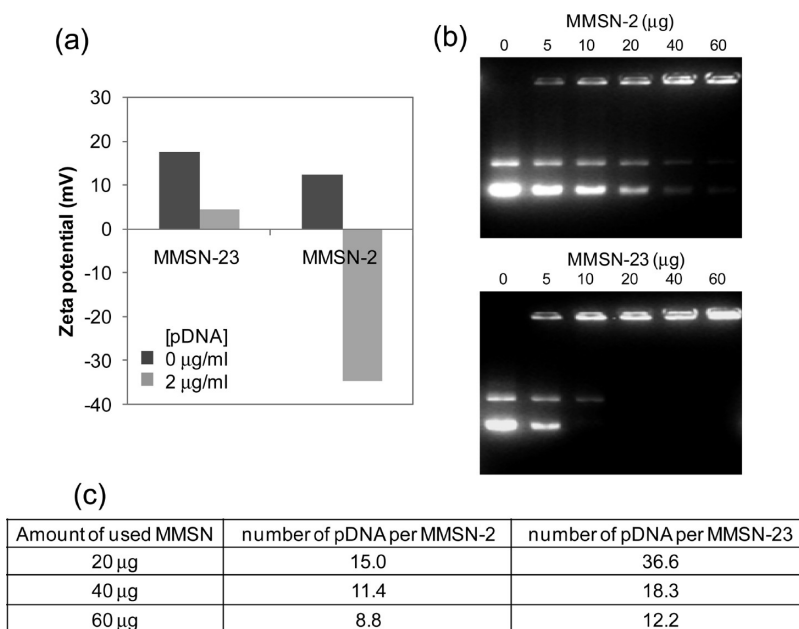 (a)
30
20
10
0
-10
-20
-30
-40
Zeta potential (mV)
MMSN-23 MMSN-2
[pDNA]
0 μg/ml
2 μg/ml
(b)
MMSN-2 (μg)
0 5 10 20 40 60
MMSN-23 (μg)
0 5 10 20 40 60
(c)
Amount of used MMSN number of pDNA per MMSN-2 number of pDNA per MMSN-23
20 μg 15.0 36.6
40 μg 11.4 18.3
60 μg 8.8 12.2